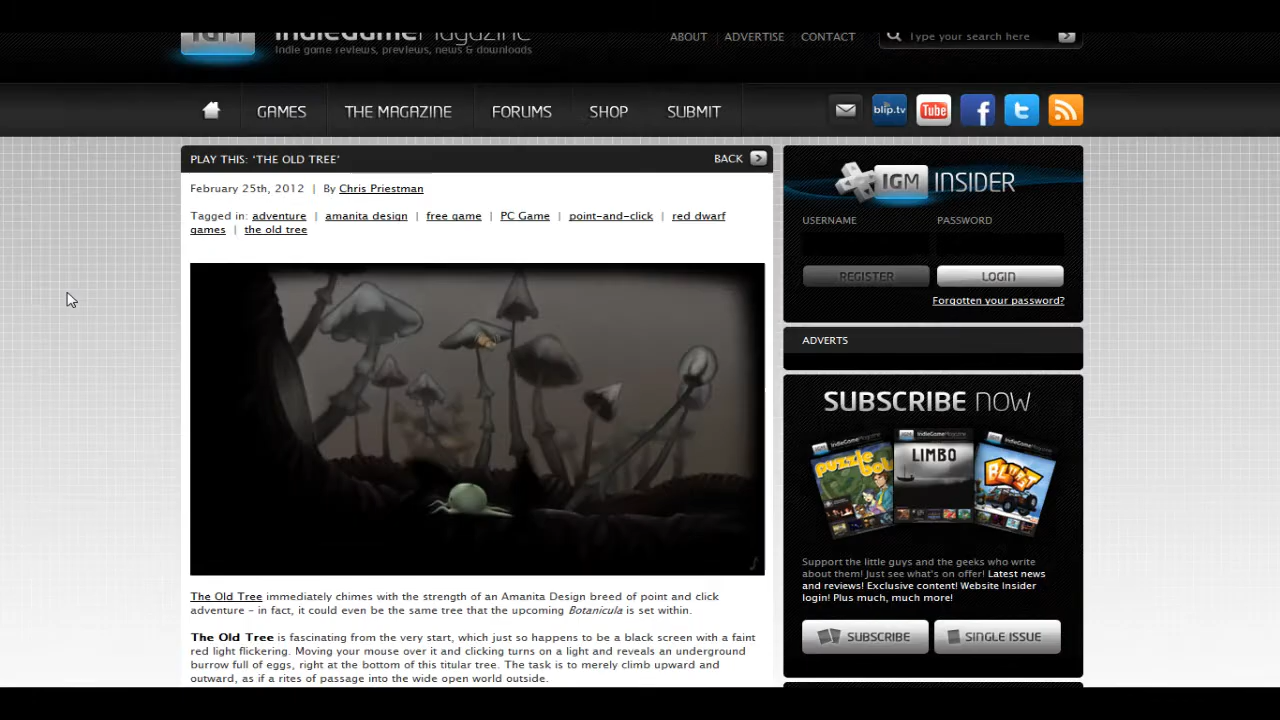 IGM IndieGameMagazine
Indie game reviews, previews, news & downloads
ABOUT ADVERTISE CONTACT Type your search here
GAMES THE MAGAZINE FORUMS SHOP SUBMIT blip.tv You Tube
PLAY THIS: ‘THE OLD TREE’ BACK
February 25th, 2012 | By Chris Priestman
Tagged in: adventure | amanita design | free game | PC Game | point-and-click | red dwarf
games | the old tree
The Old Tree immediately chimes with the strength of an Amanita Design breed of point and click
adventure – in fact, it could even be the same tree that the upcoming Botanicula is set within.
The Old Tree is fascinating from the very start, which just so happens to be a black screen with a faint
red light flickering. Moving your mouse over it and clicking turns on a light and reveals an underground
burrow full of eggs, right at the bottom of this titular tree. The task is to merely climb upward and
outward, as if a rites of passage into the wide open world outside.
IGM INSIDER
USERNAME PASSWORD
REGISTER LOGIN
Forgotten your password?
ADVERTS
SUBSCRIBE NOW
IndieGameMagazine IndieGameMagazine IndieGameMagazine
puzzle bots LIMBO
Support the little guys and the geeks who write
about them! Just see what's on offer! Latest news
and reviews! Exclusive content! Website Insider
login! Plus much, much more!
SUBSCRIBE SINGLE ISSUE